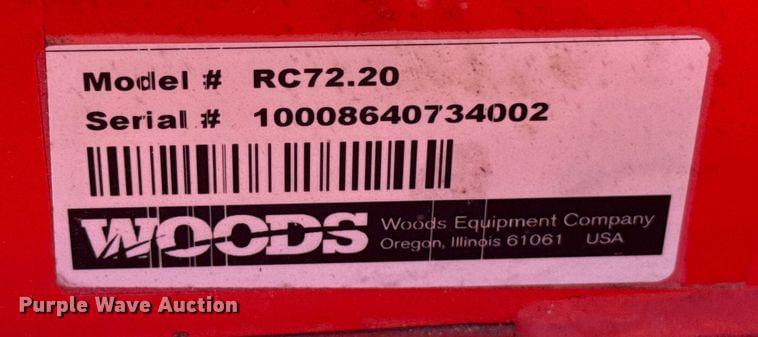 Model # RC72.20
Serial # 10008640734002
WOODS
Woods Equipment Company
Oregon, Illinois 61061 USA
Purple Wave Auction